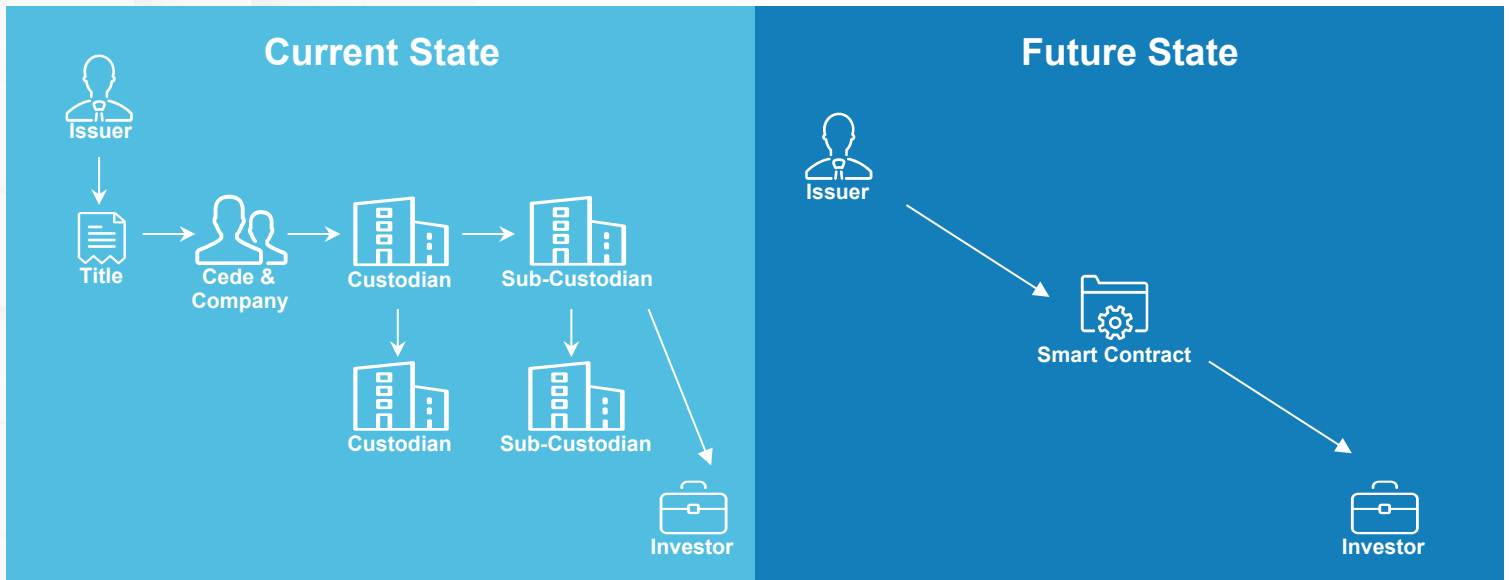 Current State
Issuer
Title
Cede &
Company
Custodian
Sub-Custodian
Custodian
Sub-Custodian
Investor
Future State
Issuer
Smart Contract
Investor